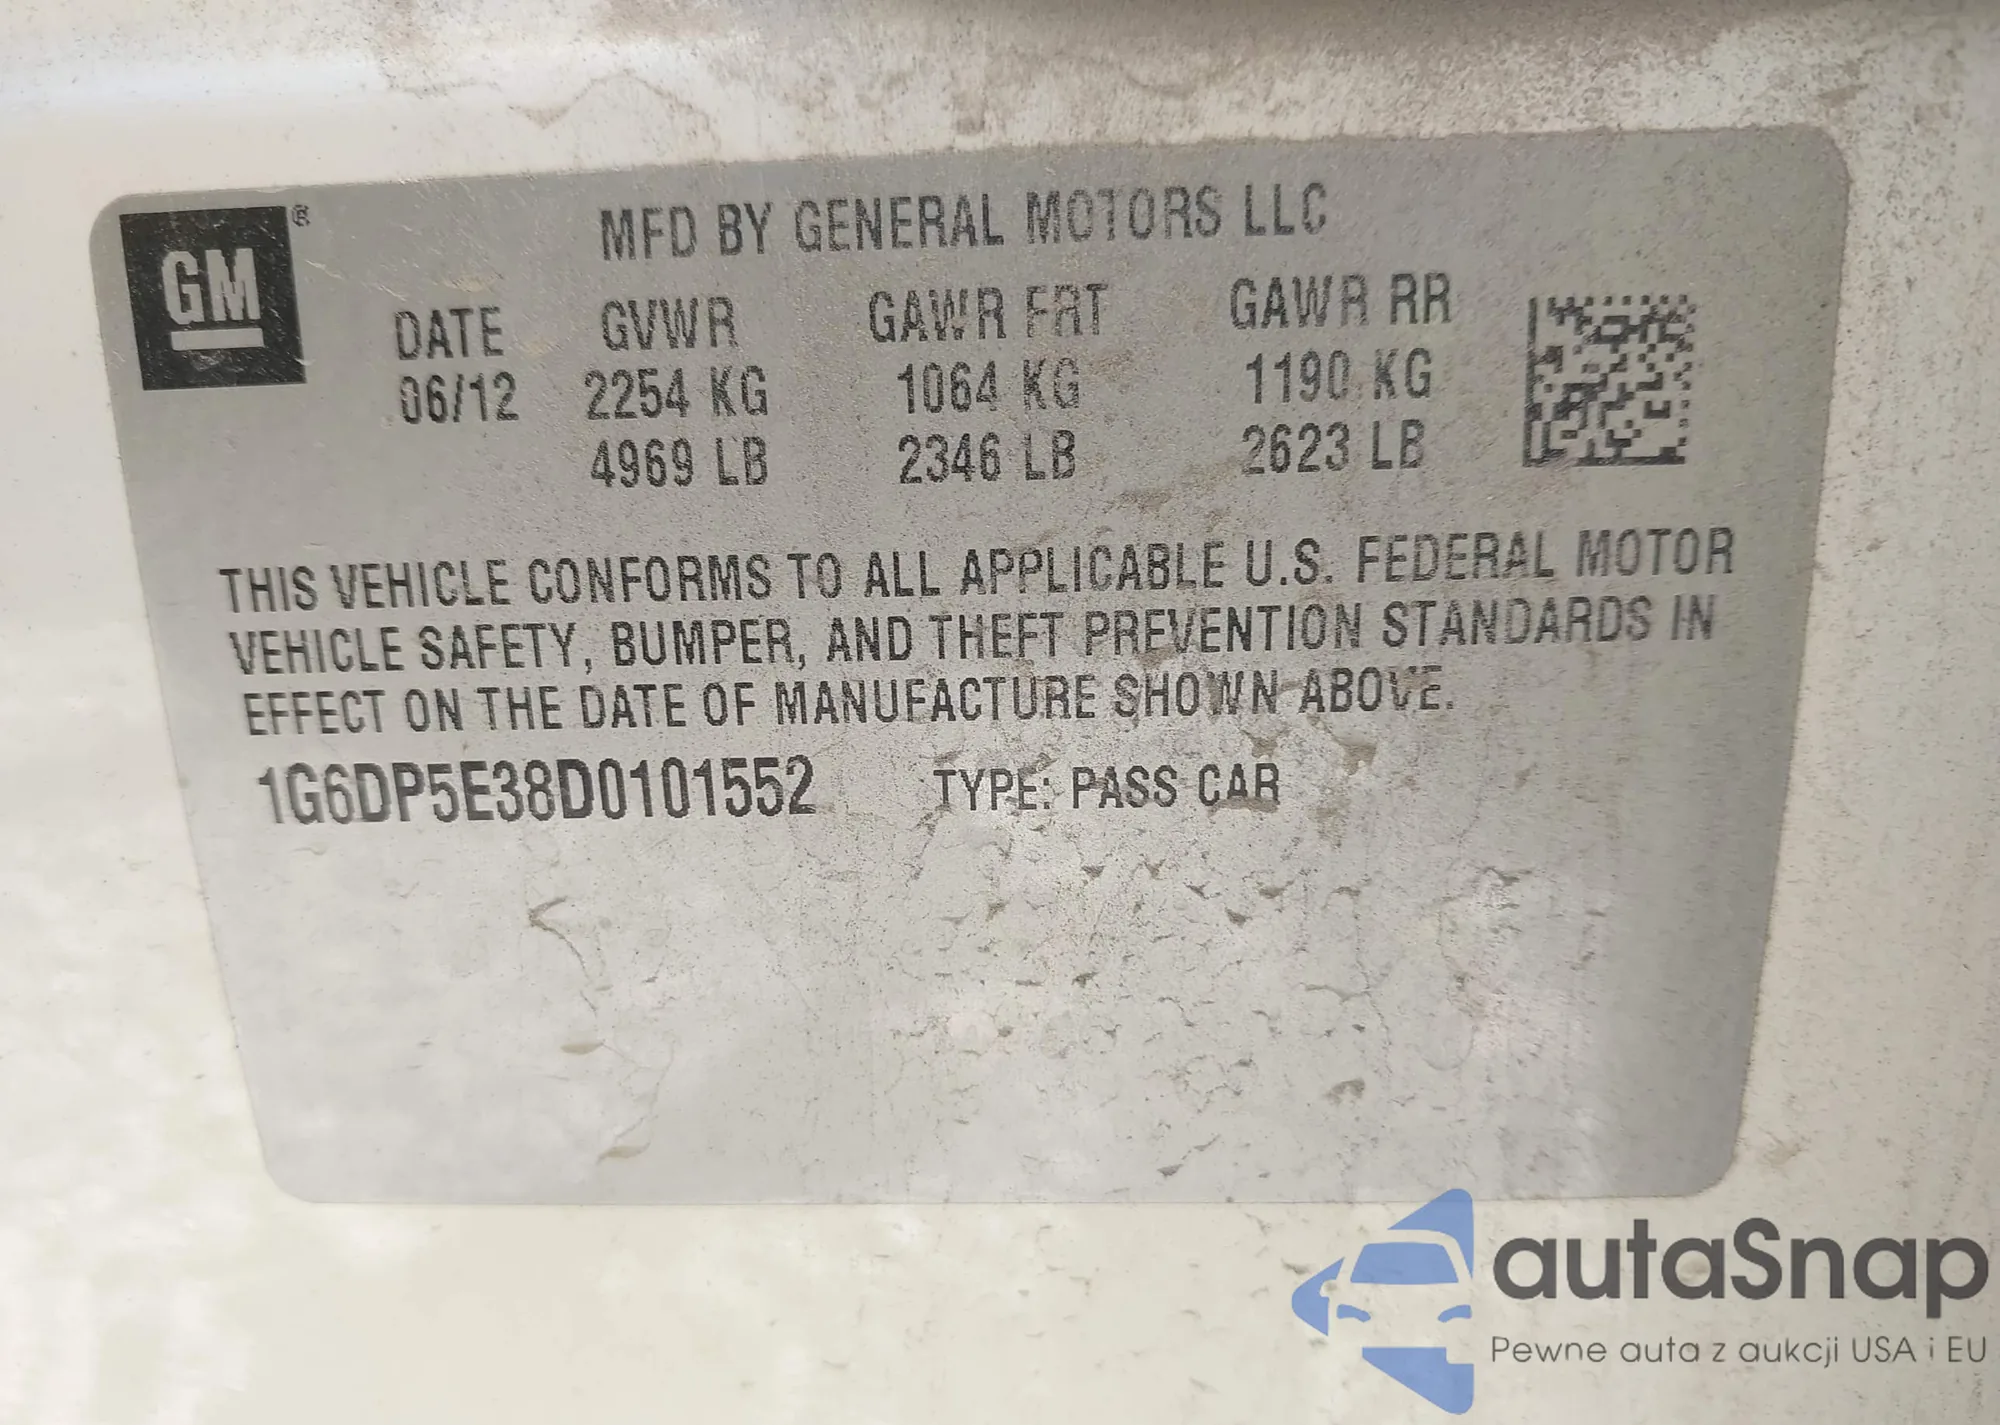 GM®
MFD BY GENERAL MOTORS LLC
DATE GVWR GAWR FRT GAWR RR
06/12 2254 KG 1064 KG 1190 KG
4969 LB 2346 LB 2623 LB
THIS VEHICLE CONFORMS TO ALL APPLICABLE U.S. FEDERAL MOTOR
VEHICLE SAFETY, BUMPER, AND THEFT PREVENTION STANDARDS IN
EFFECT ON THE DATE OF MANUFACTURE SHOWN ABOVE.
1G6DP5E38D0101552 TYPE: PASS CAR
autaSnap
Pewne auta z aukcji USA i EU